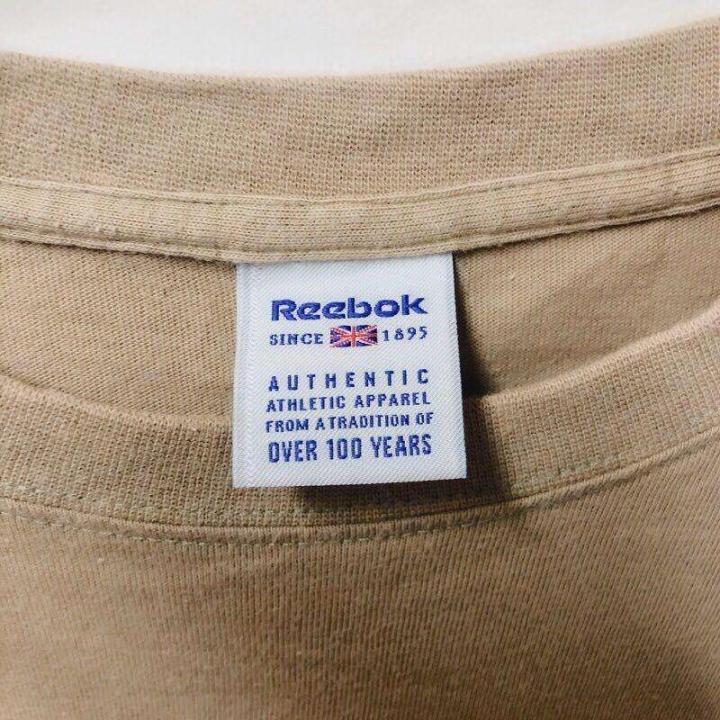 Reebok
SINCE 1895
AUTHENTIC
ATHLETIC APPAREL
FROM A TRADITION OF
OVER 100 YEARS